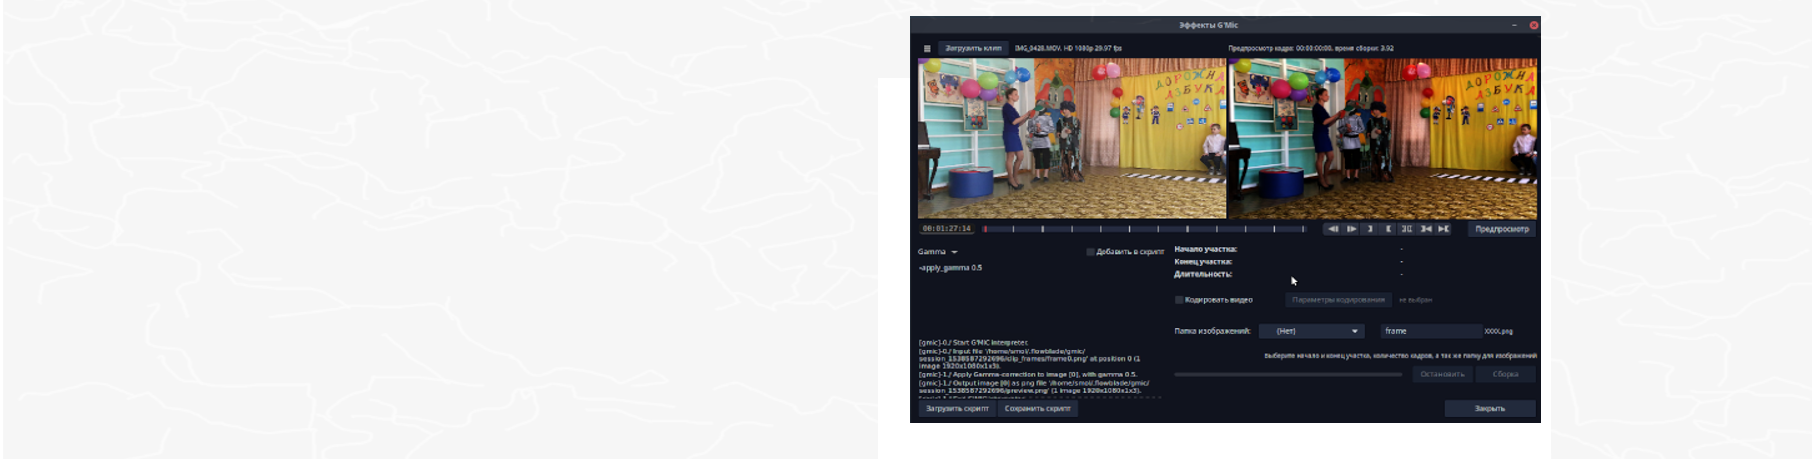 Эффекты G'Mic
Загрузить клип IMG_0428.MOV, HD 1080p 29.97 fps Предпросмотр кадра: 00:00:00:00, время сборки: 3.92
ДОРОЖНА ДОРОЖНА
АЗБУКА АЗБУКА
00:01:27:14 Предпросмотр
Gamma Добавить в скрипт Начало участка: -
-apply_gamma 0.5 Конец участка: -
Длительность: -
Кодировать видео Параметры кодирования не выбран
Папка изображений: (Нет) frame XXXX.png
[gmic]-0./ Start G'MIC interpreter.
[gmic]-0./ Input file '/home/smol/.flowblade/gmic/
session_1538587292696/clip_frames/frame0.png' at position 0 (1
image 1920x1080x1x3).
[gmic]-1./ Apply Gamma-correction to image [0], with gamma 0.5.
[gmic]-1./ Output image [0] as png file '/home/smol/.flowblade/gmic/
session_1538587292696/preview.png' (1 image 1920x1080x1x3).
Выберите начало и конец участка, количество кадров, а так же папку для изображений
Остановить Сборка
Загрузить скрипт Сохранить скрипт Закрыть